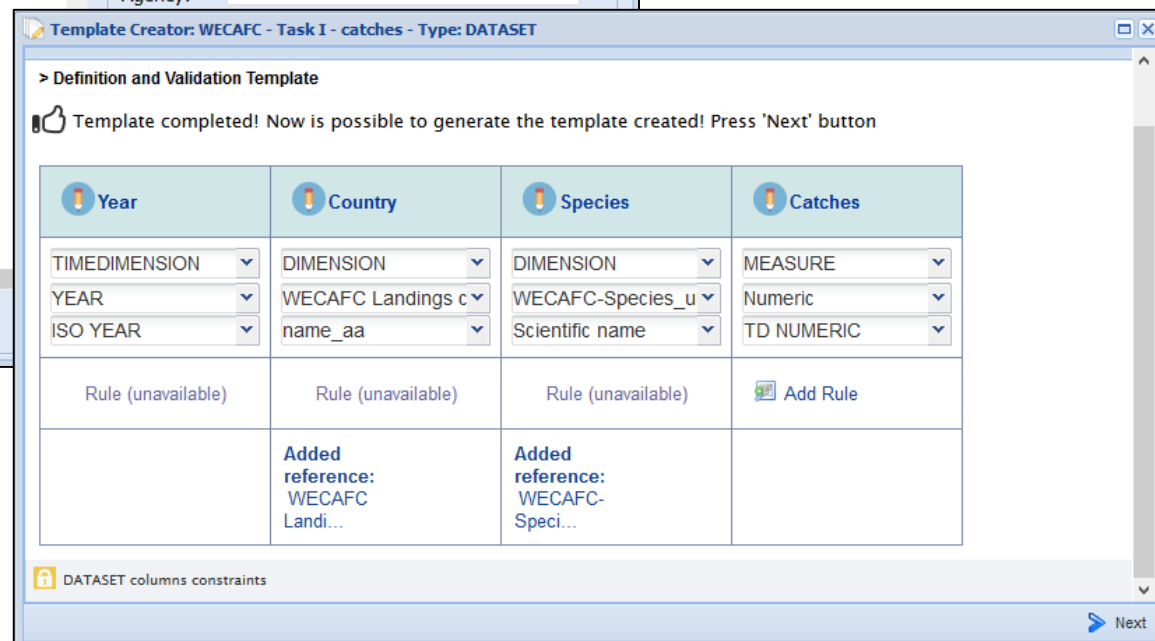 Agency:
Template Creator: WECAFC - Task I - catches - Type: DATASET
> Definition and Validation Template
Template completed! Now is possible to generate the template created! Press 'Next' button
Year Country Species Catches
TIMEDIMENSION DIMENSION DIMENSION MEASURE
YEAR WECAFC Landings c WECAFC-Species_u Numeric
ISO YEAR name_aa Scientific name TD NUMERIC
Rule (unavailable) Rule (unavailable) Rule (unavailable) Add Rule
Added Added
reference: reference:
WECAFC WECAFC-
Landi... Speci...
DATASET columns constraints
Next